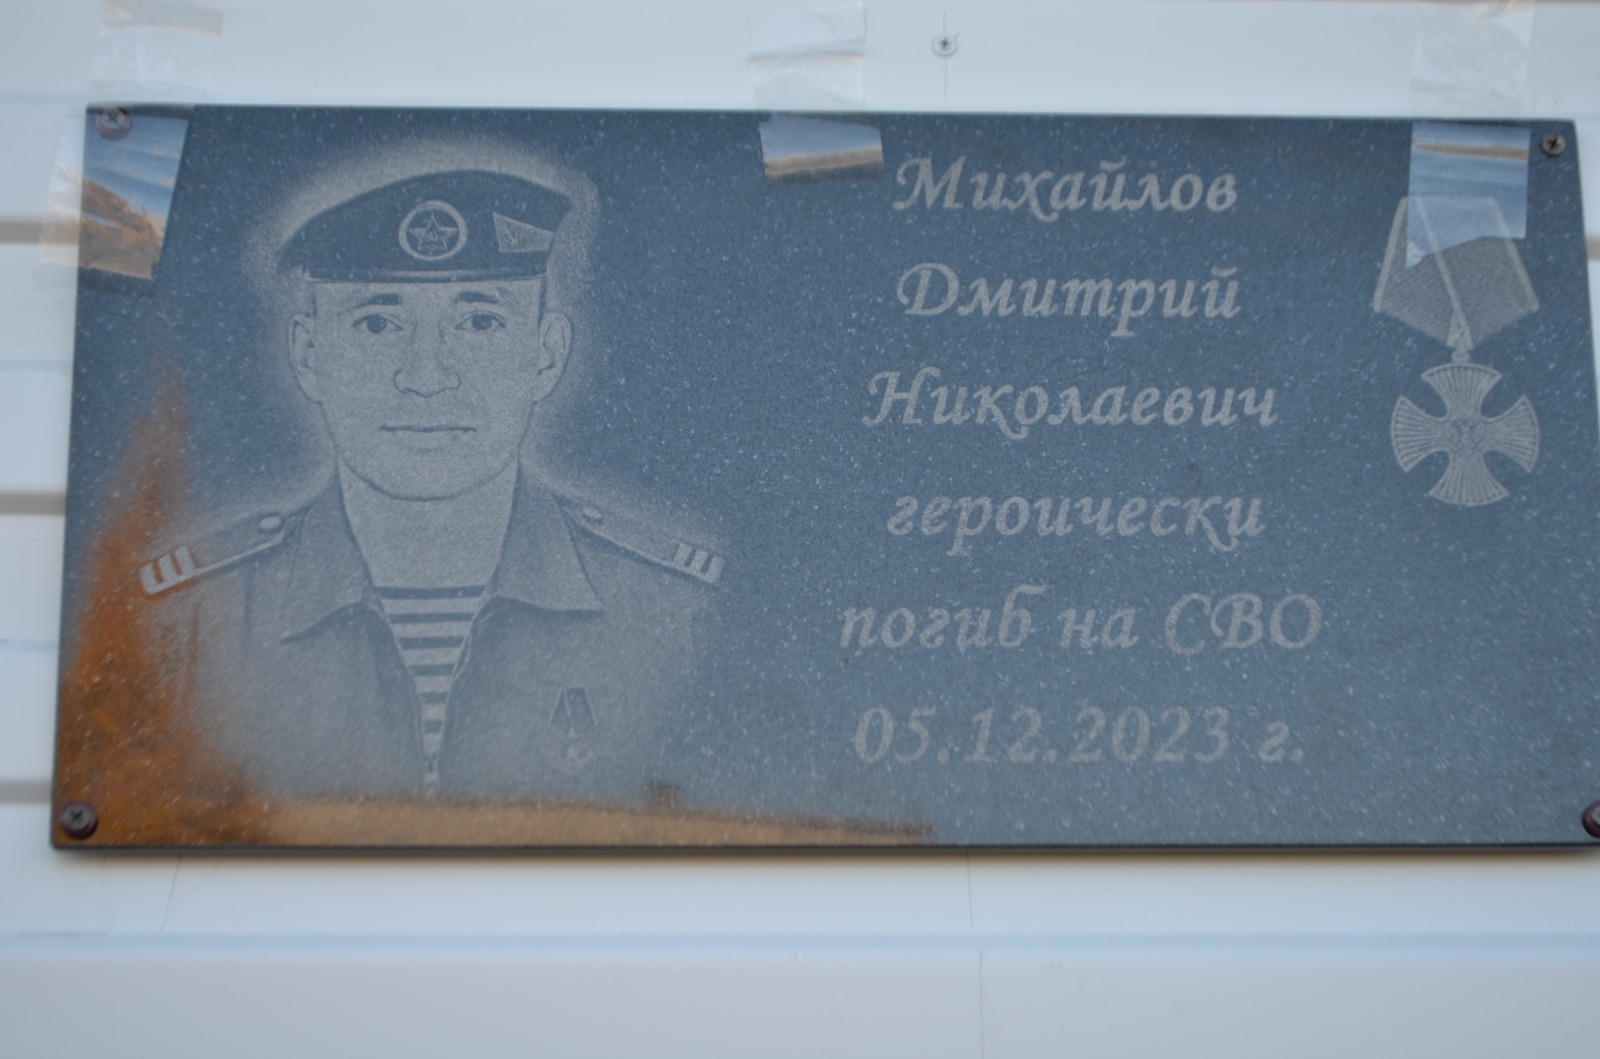 Михайлов
Дмитрий
Николаевич
героически
погиб на СВО
05.12.2023 г.